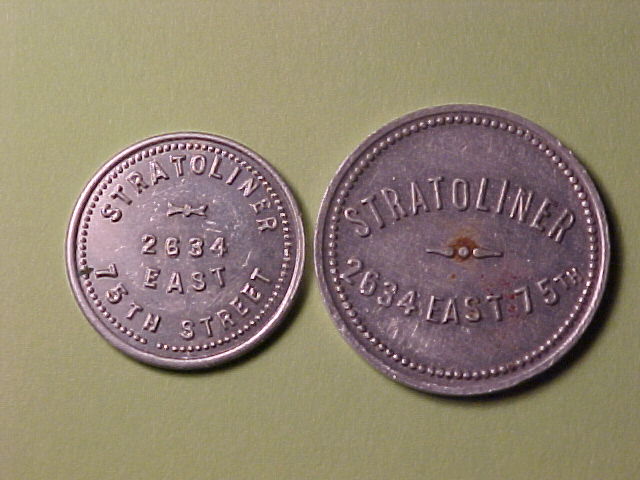 STRATOLINER
2634
EAST
75TH STREET
STRATOLINER
2634 EAST 75TH